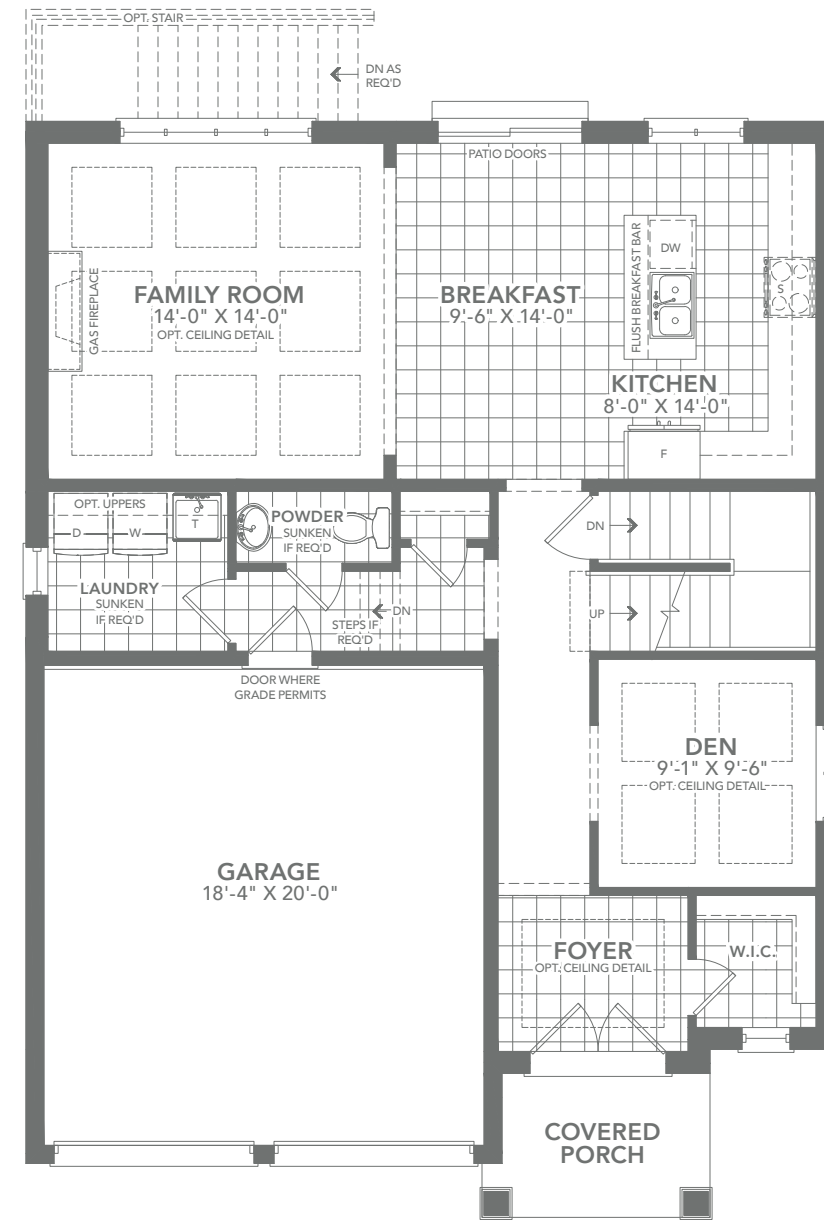 OPT. STAIR
DN AS
REQ'D
PATIO DOORS
GAS FIREPLACE
FAMILY ROOM
14'-0" X 14'-0"
OPT. CEILING DETAIL
BREAKFAST
9'-6" X 14'-0"
FLUSH BREAKFAST BAR
DW
S
KITCHEN
8'-0" X 14'-0"
F
OPT. UPPERS
D
W
T
LAUNDRY
SUNKEN
IF REQ'D
POWDER
SUNKEN
IF REQ'D
DN
STEPS IF
REQ'D
DN
UP
DOOR WHERE
GRADE PERMITS
DEN
9'-1" X 9'-6"
OPT. CEILING DETAIL
GARAGE
18'-4" X 20'-0"
FOYER
OPT. CEILING DETAIL
W.I.C.
COVERED
PORCH